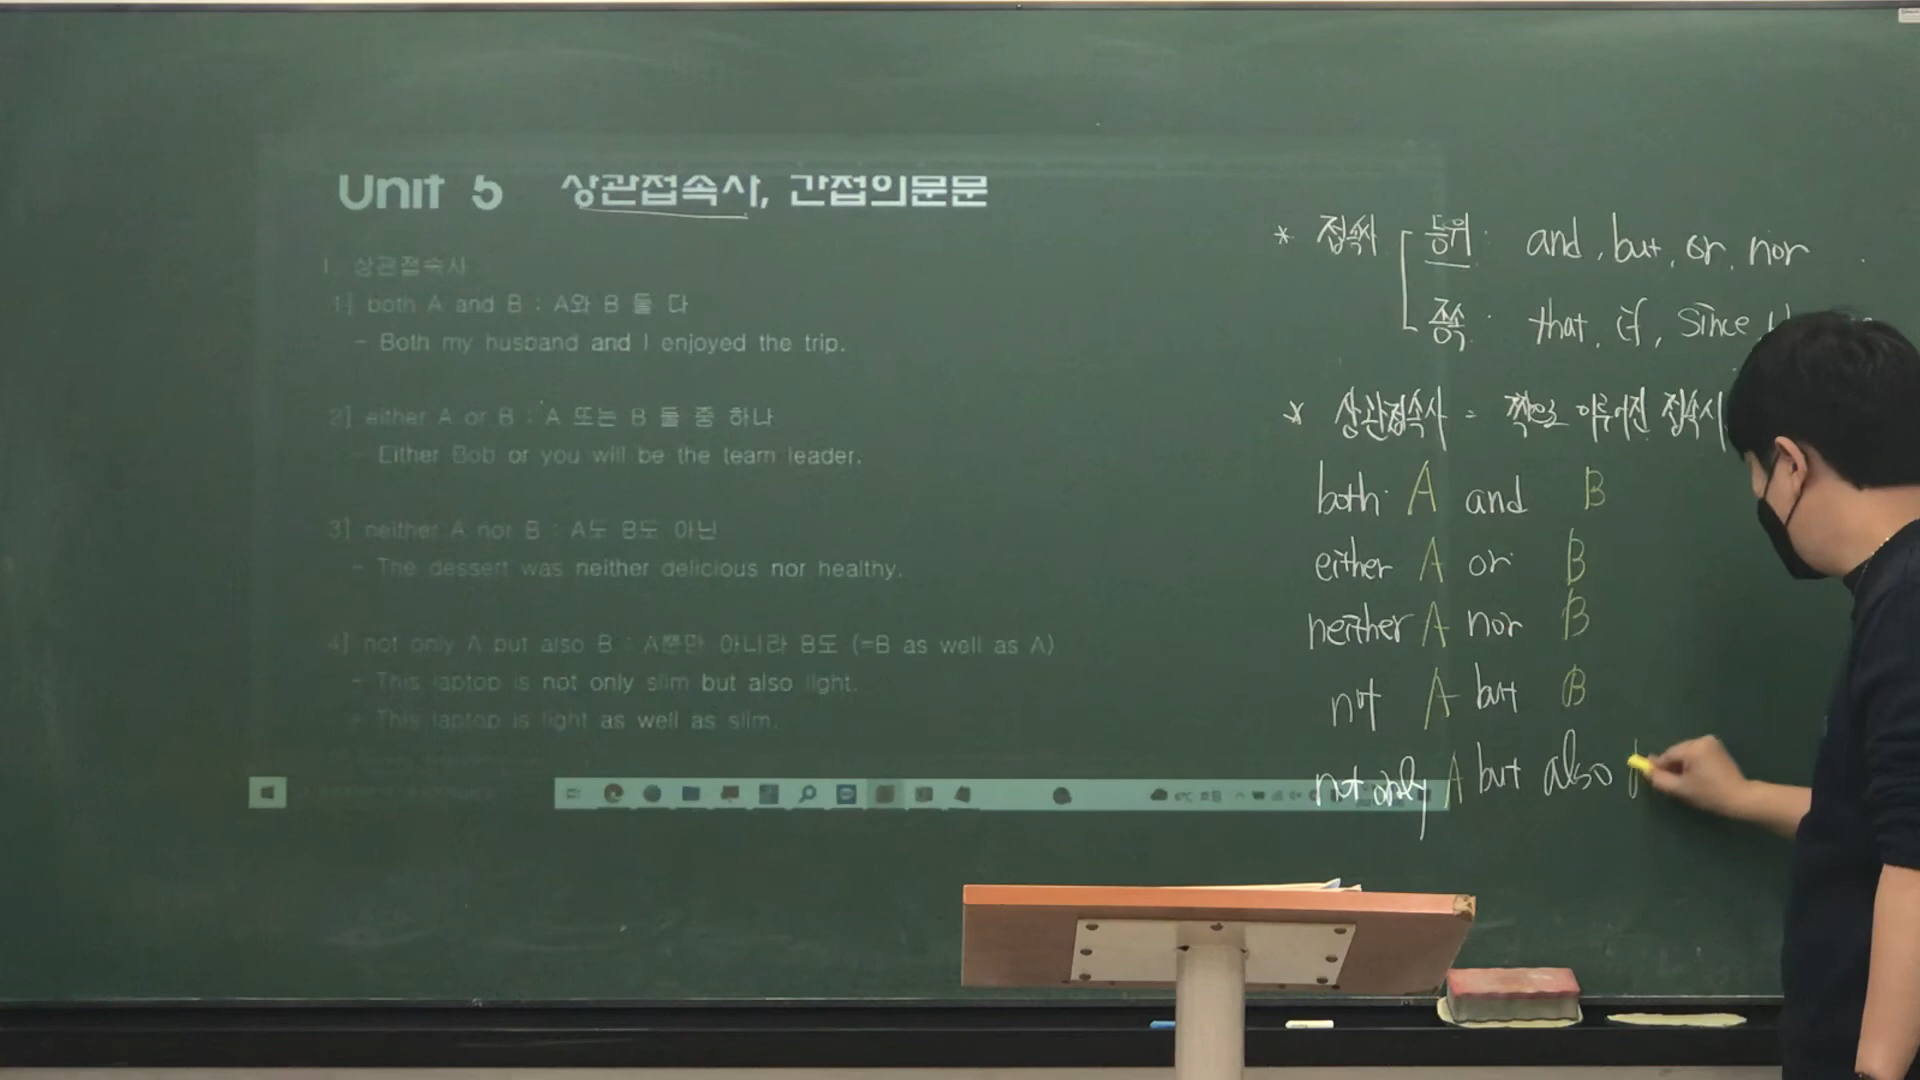 Unit 5 상관접속사, 간접의문문
1. 상관접속사
1] both A and B : A와 B 둘 다
- Both my husband and I enjoyed the trip.
2] either A or B : A 또는 B 둘 중 하나
- Either Bob or you will be the team leader.
3] neither A nor B : A도 B도 아닌
- The dessert was neither delicious nor healthy.
4] not only A but also B : A뿐만 아니라 B도 (=B as well as A)
- This laptop is not only slim but also light.
- This laptop is light as well as slim.
* 접속사 등위: and, but, or, nor
종속: that, if, since
* 상관접속사 = 짝으로 이루어진 접속사
both A and B
either A or B
neither A nor B
not A but B
not only A but also